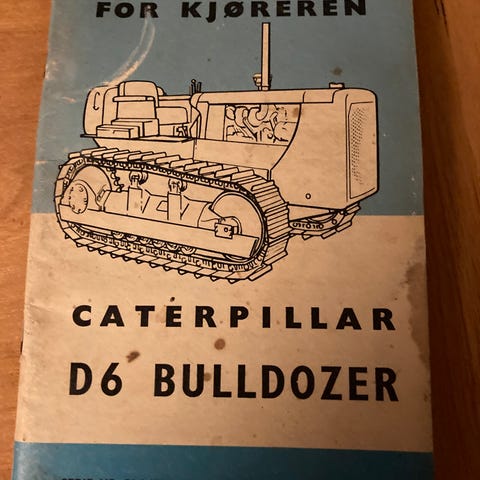 FOR KJØREREN
CATERPILLAR
D6 BULLDOZER